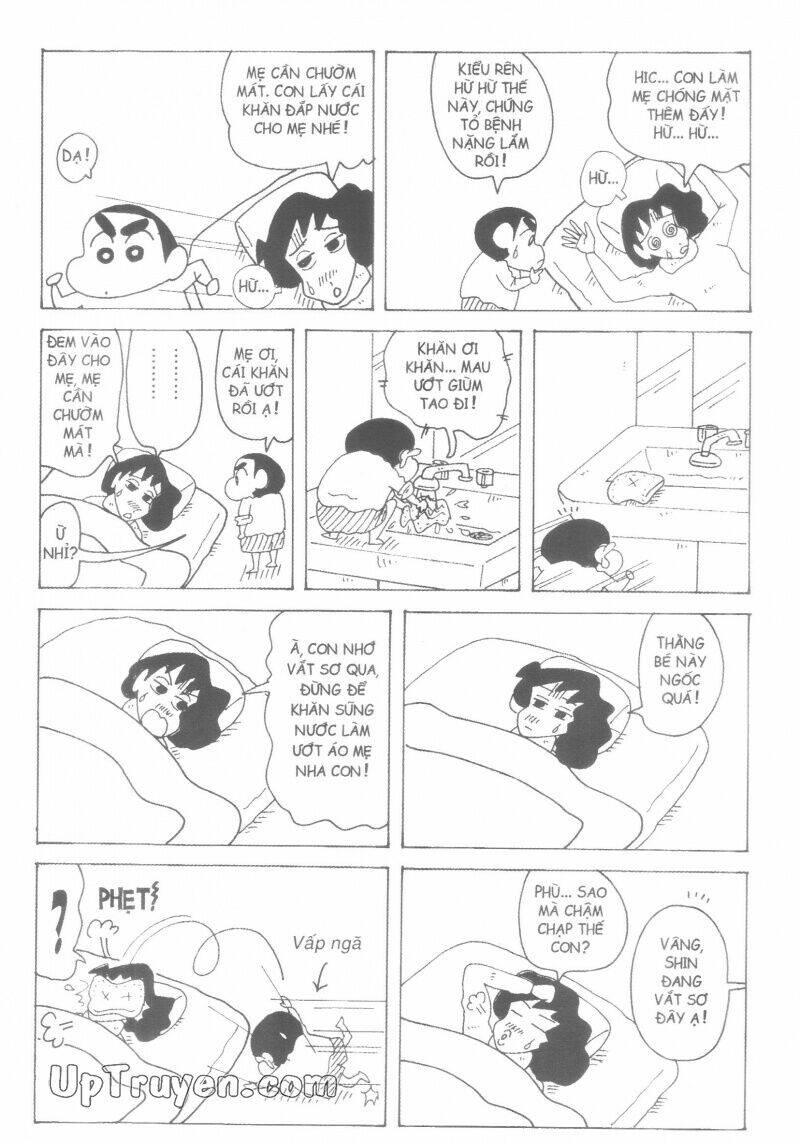 HIC... CON LÀM
MẸ CHÓNG MẶT
THÊM ĐẤY!
HỪ... HỪ...
HỪ...
KIỂU RÊN
HỪ HỪ THẾ
NÀY, CHỨNG
TỎ BỆNH
NẶNG LẮM
RỒI!
MẸ CẦN CHƯỜM
MÁT. CON LẤY CÁI
KHĂN ĐẮP NƯỚC
CHO MẸ NHÉ!
HỪ...
DẠ!
KHĂN ƠI
KHĂN... MAU
ƯỚT GIÙM
TAO ĐI!
MẸ ƠI,
CÁI KHĂN
ĐÃ ƯỚT
RỒI Ạ!
........
........
ĐEM VÀO
ĐÂY CHO
MẸ, MẸ
CẦN
CHƯỜM
MÁT
MÀ!
Ừ
NHỈ?
THẰNG
BÉ NÀY
NGỐC
QUÁ!
À, CON NHỚ
VẮT SƠ QUA,
ĐỪNG ĐỂ
KHĂN SŨNG
NƯỚC LÀM
ƯỚT ÁO MẸ
NHA CON!
PHÙ... SAO
MÀ CHẬM
CHẠP THẾ
CON?
VÂNG,
SHIN
ĐANG
VẮT SƠ
ĐÂY Ạ!
Vấp ngã
PHẸT!
?
UpTruyen.com